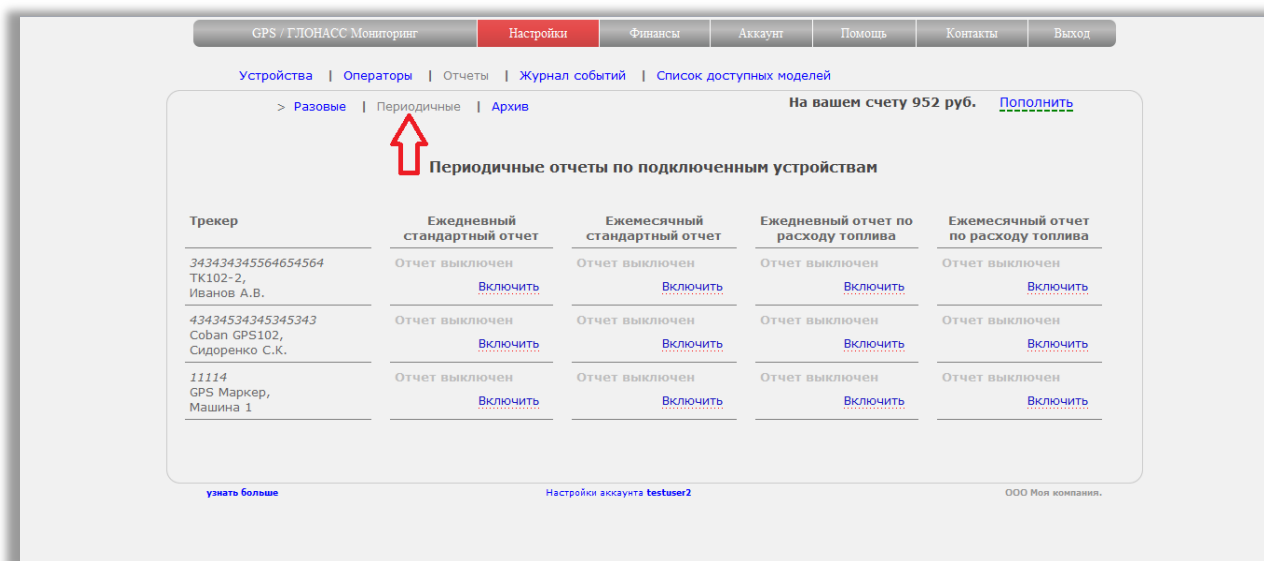 GPS / ГЛОНАСС Мониторинг Настройки Финансы Аккаунт Помощь Контакты Выход
Устройства | Операторы | Отчеты | Журнал событий | Список доступных моделей
> Разовые | Периодичные | Архив На вашем счету 952 руб. Пополнить
Периодичные отчеты по подключенным устройствам
Трекер Ежедневный Ежемесячный Ежедневный отчет по Ежемесячный отчет
стандартный отчет стандартный отчет расходу топлива по расходу топлива
343434345564654564 Отчет выключен Отчет выключен Отчет выключен Отчет выключен
TK102-2,
Иванов А.В. Включить Включить Включить Включить
43434534345345343 Отчет выключен Отчет выключен Отчет выключен Отчет выключен
Coban GPS102,
Сидоренко С.К. Включить Включить Включить Включить
11114 Отчет выключен Отчет выключен Отчет выключен Отчет выключен
GPS Маркер,
Машина 1 Включить Включить Включить Включить
узнать больше Настройки аккаунта testuser2 ООО Моя компания.